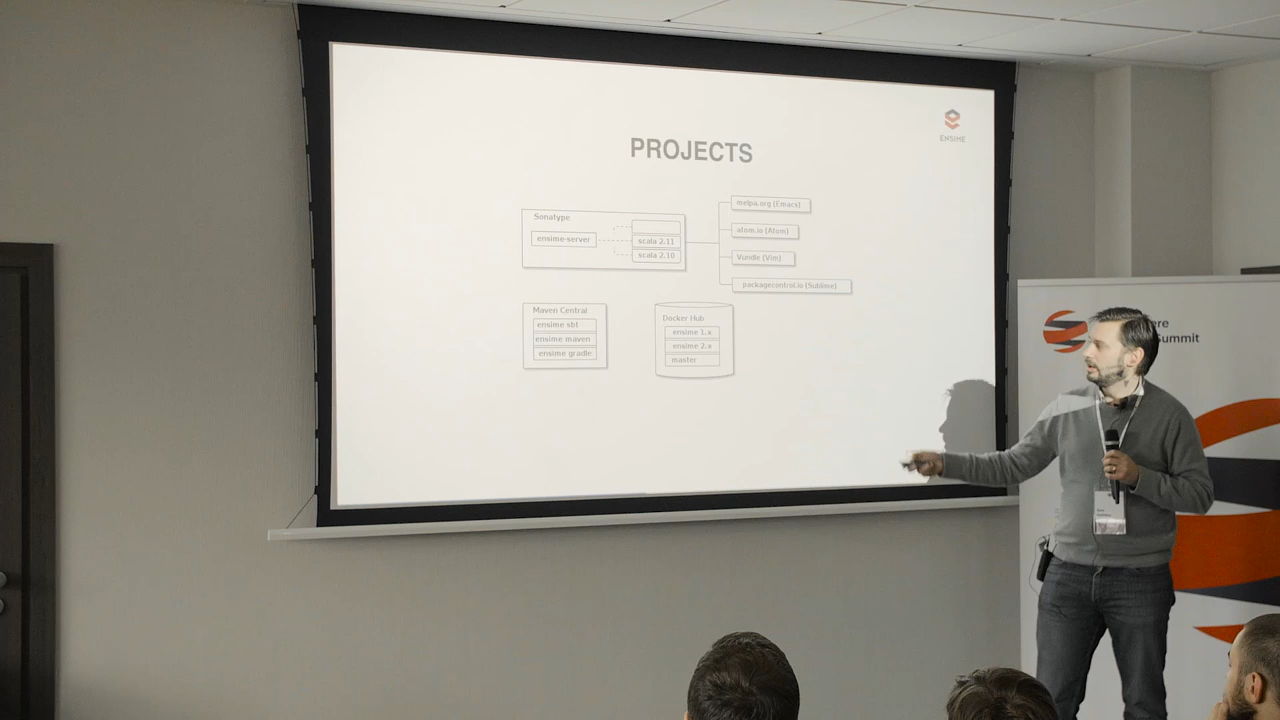 ENSIME
PROJECTS
Sonatype
ensime-server
scala 2.11
scala 2.10
melpa.org (Emacs)
atom.io (Atom)
Vundle (Vim)
packagecontrol.io (Sublime)
Maven Central
ensime sbt
ensime maven
ensime gradle
Docker Hub
ensime 1.x
ensime 2.x
master
ere
Summit